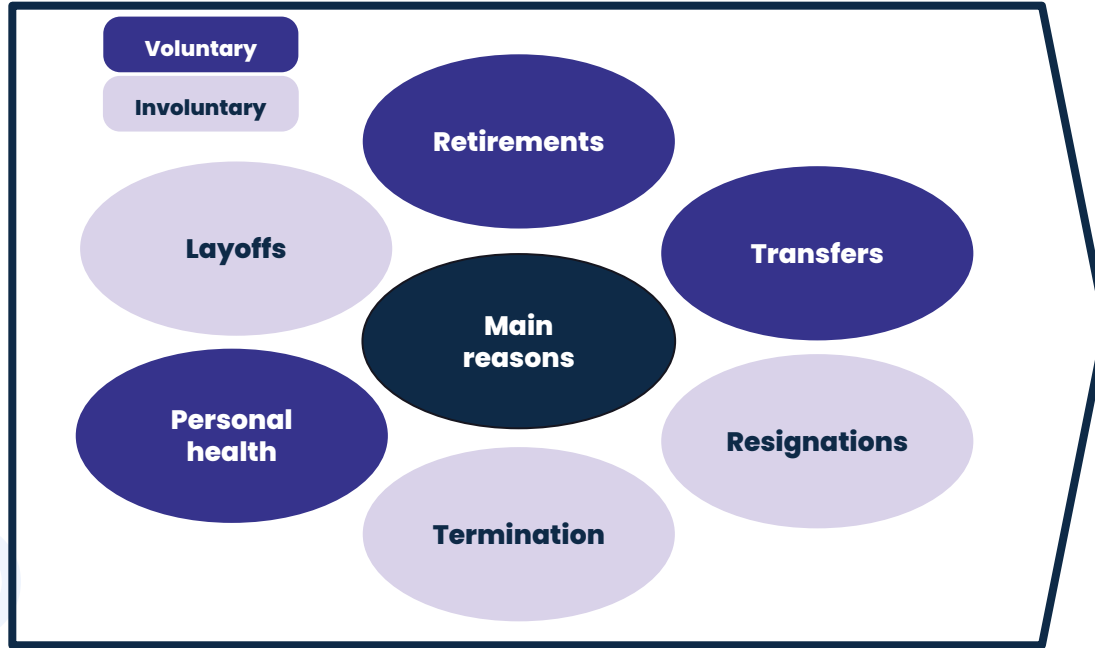 Voluntary
Involuntary
Retirements
Layoffs
Transfers
Main
reasons
Personal
health
Resignations
Termination